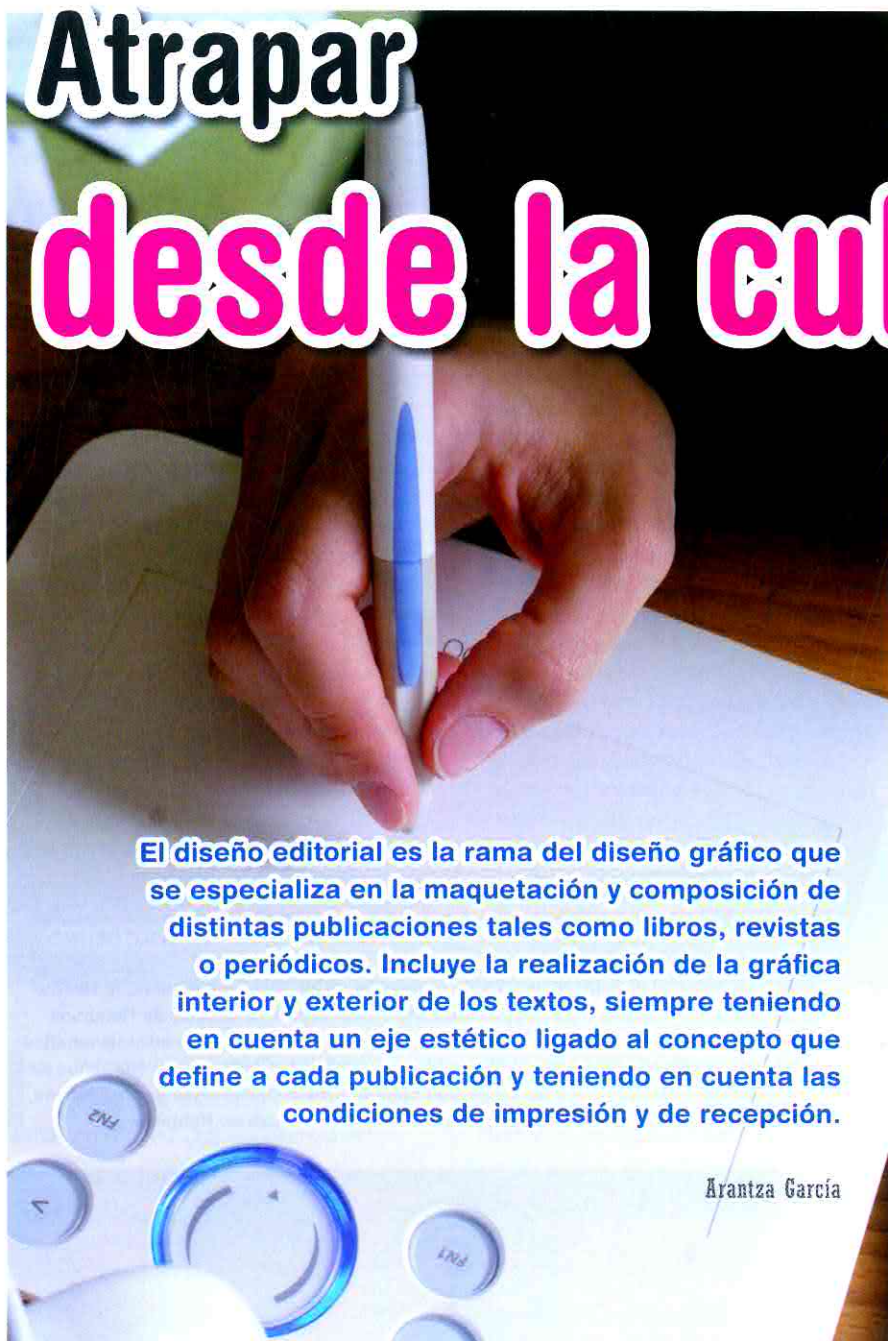 Atrapar
desde la
El diseño editorial es la rama del diseño gráfico que
se especializa en la maquetación y composición de
distintas publicaciones tales como libros, revistas
o periódicos. Incluye la realización de la gráfica
interior y exterior de los textos, siempre teniendo
en cuenta un eje estético ligado al concepto que
define a cada publicación y teniendo en cuenta las
condiciones de impresión y de recepción.
Arantza García
FN2
V
FN1